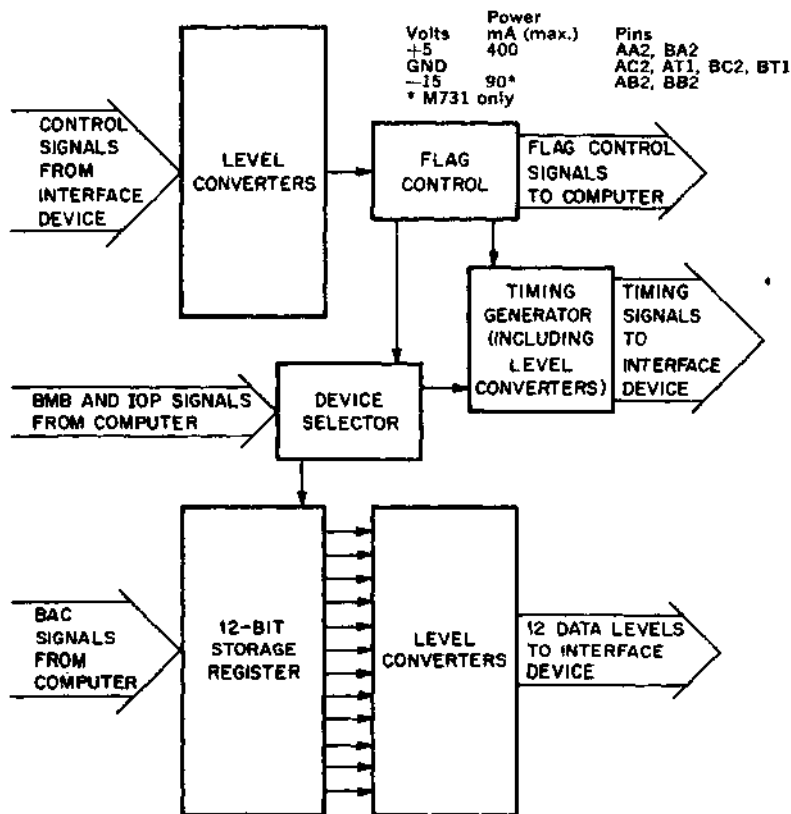 Power
Volts mA (max.) Pins
+5 400 AA2, BA2
GND AC2, AT1, BC2, BT1
—15 90* AB2, BB2
* M731 only
CONTROL
SIGNALS
FROM
INTERFACE
DEVICE
LEVEL
CONVERTERS
FLAG
CONTROL
FLAG CONTROL
SIGNALS
TO COMPUTER
TIMING
GENERATOR
(INCLUDING
LEVEL
CONVERTERS)
TIMING
SIGNALS
TO
INTERFACE
DEVICE
BMB AND IOP SIGNALS
FROM COMPUTER
DEVICE
SELECTOR
BAC
SIGNALS
FROM
COMPUTER
12-BIT
STORAGE
REGISTER
LEVEL
CONVERTERS
12 DATA LEVELS
TO INTERFACE
DEVICE